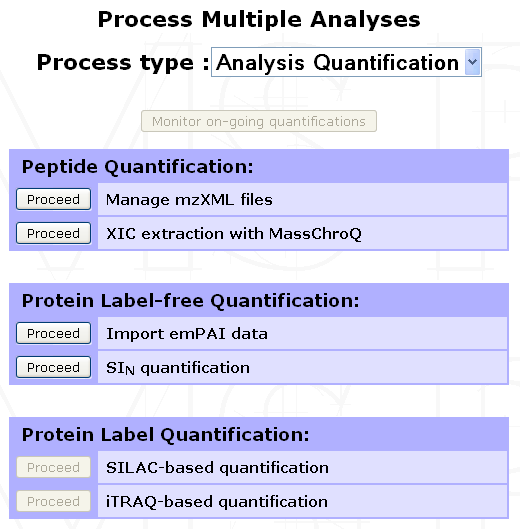 Process Multiple Analyses
Process type : Analysis Quantification
Monitor on-going quantifications
Peptide Quantification:
Proceed Manage mzXML files
Proceed XIC extraction with MassChroQ
Protein Label-free Quantification:
Proceed Import emPAI data
Proceed SIN quantification
Protein Label Quantification:
Proceed SILAC-based quantification
Proceed iTRAQ-based quantification